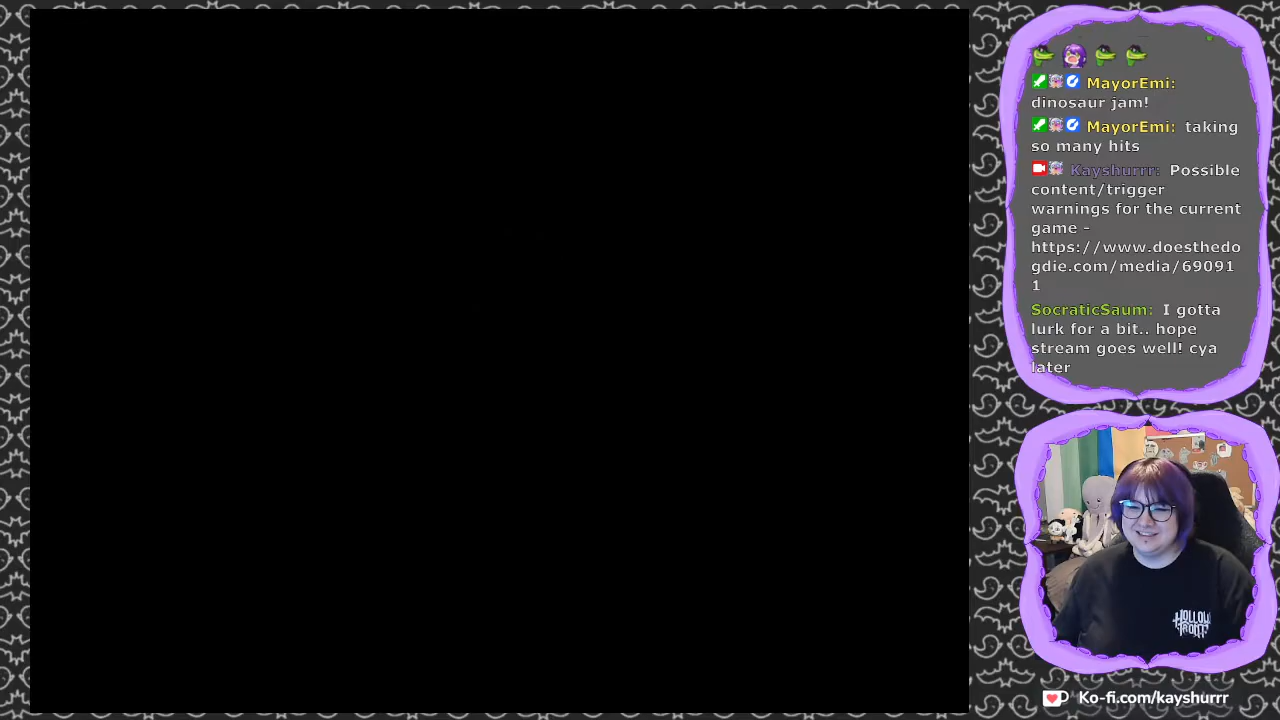 MayorEmi:
dinosaur jam!
MayorEmi: taking
so many hits
Kayshurrr: Possible
content/trigger
warnings for the current
game -
https://www.doesthedo
gdie.com/media/69091
1
SocraticSaum: I gotta
lurk for a bit.. hope
stream goes well! cya
later
HOLLOW
FRONT
Ko-fi.com/kayshurrr